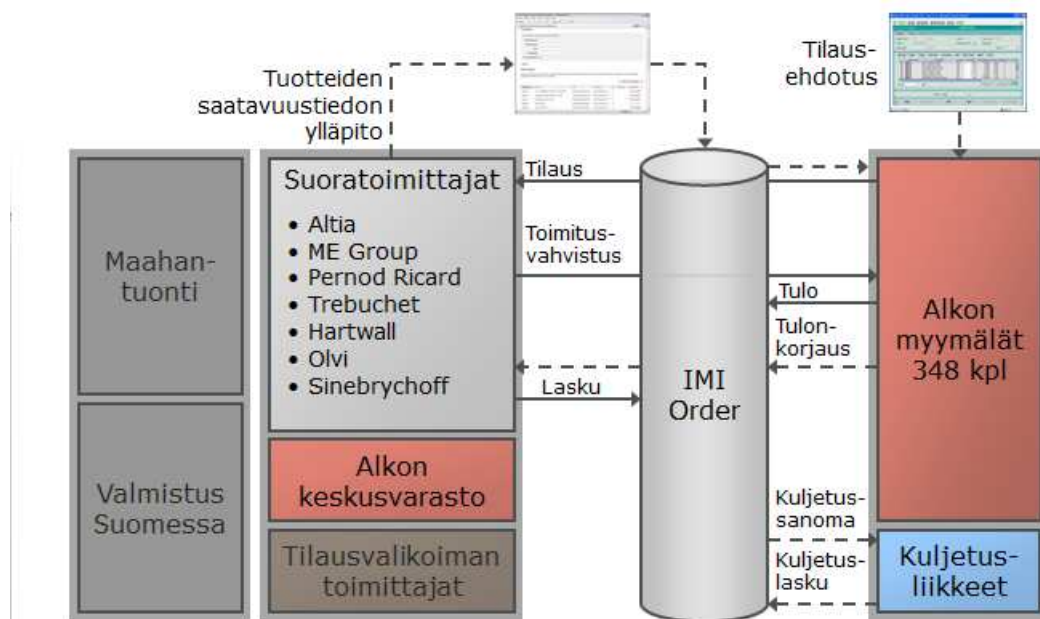 Tuotteiden
saatavuustiedon
ylläpito
Tilaus-
ehdotus
Maahan-
tuonti
Valmistus
Suomessa
Suoratoimittajat
• Altia
• ME Group
• Pernod Ricard
• Trebuchet
• Hartwall
• Olvi
• Sinebrychoff
Alkon
keskusvarasto
Tilausvalikoiman
toimittajat
Tilaus
Toimitus-
vahvistus
Lasku
IMI
Order
Tulo
Tulon-
korjaus
Kuljetus-
sanoma
Kuljetus-
lasku
Alkon
myymälät
348 kpl
Kuljetus-
liikkeet